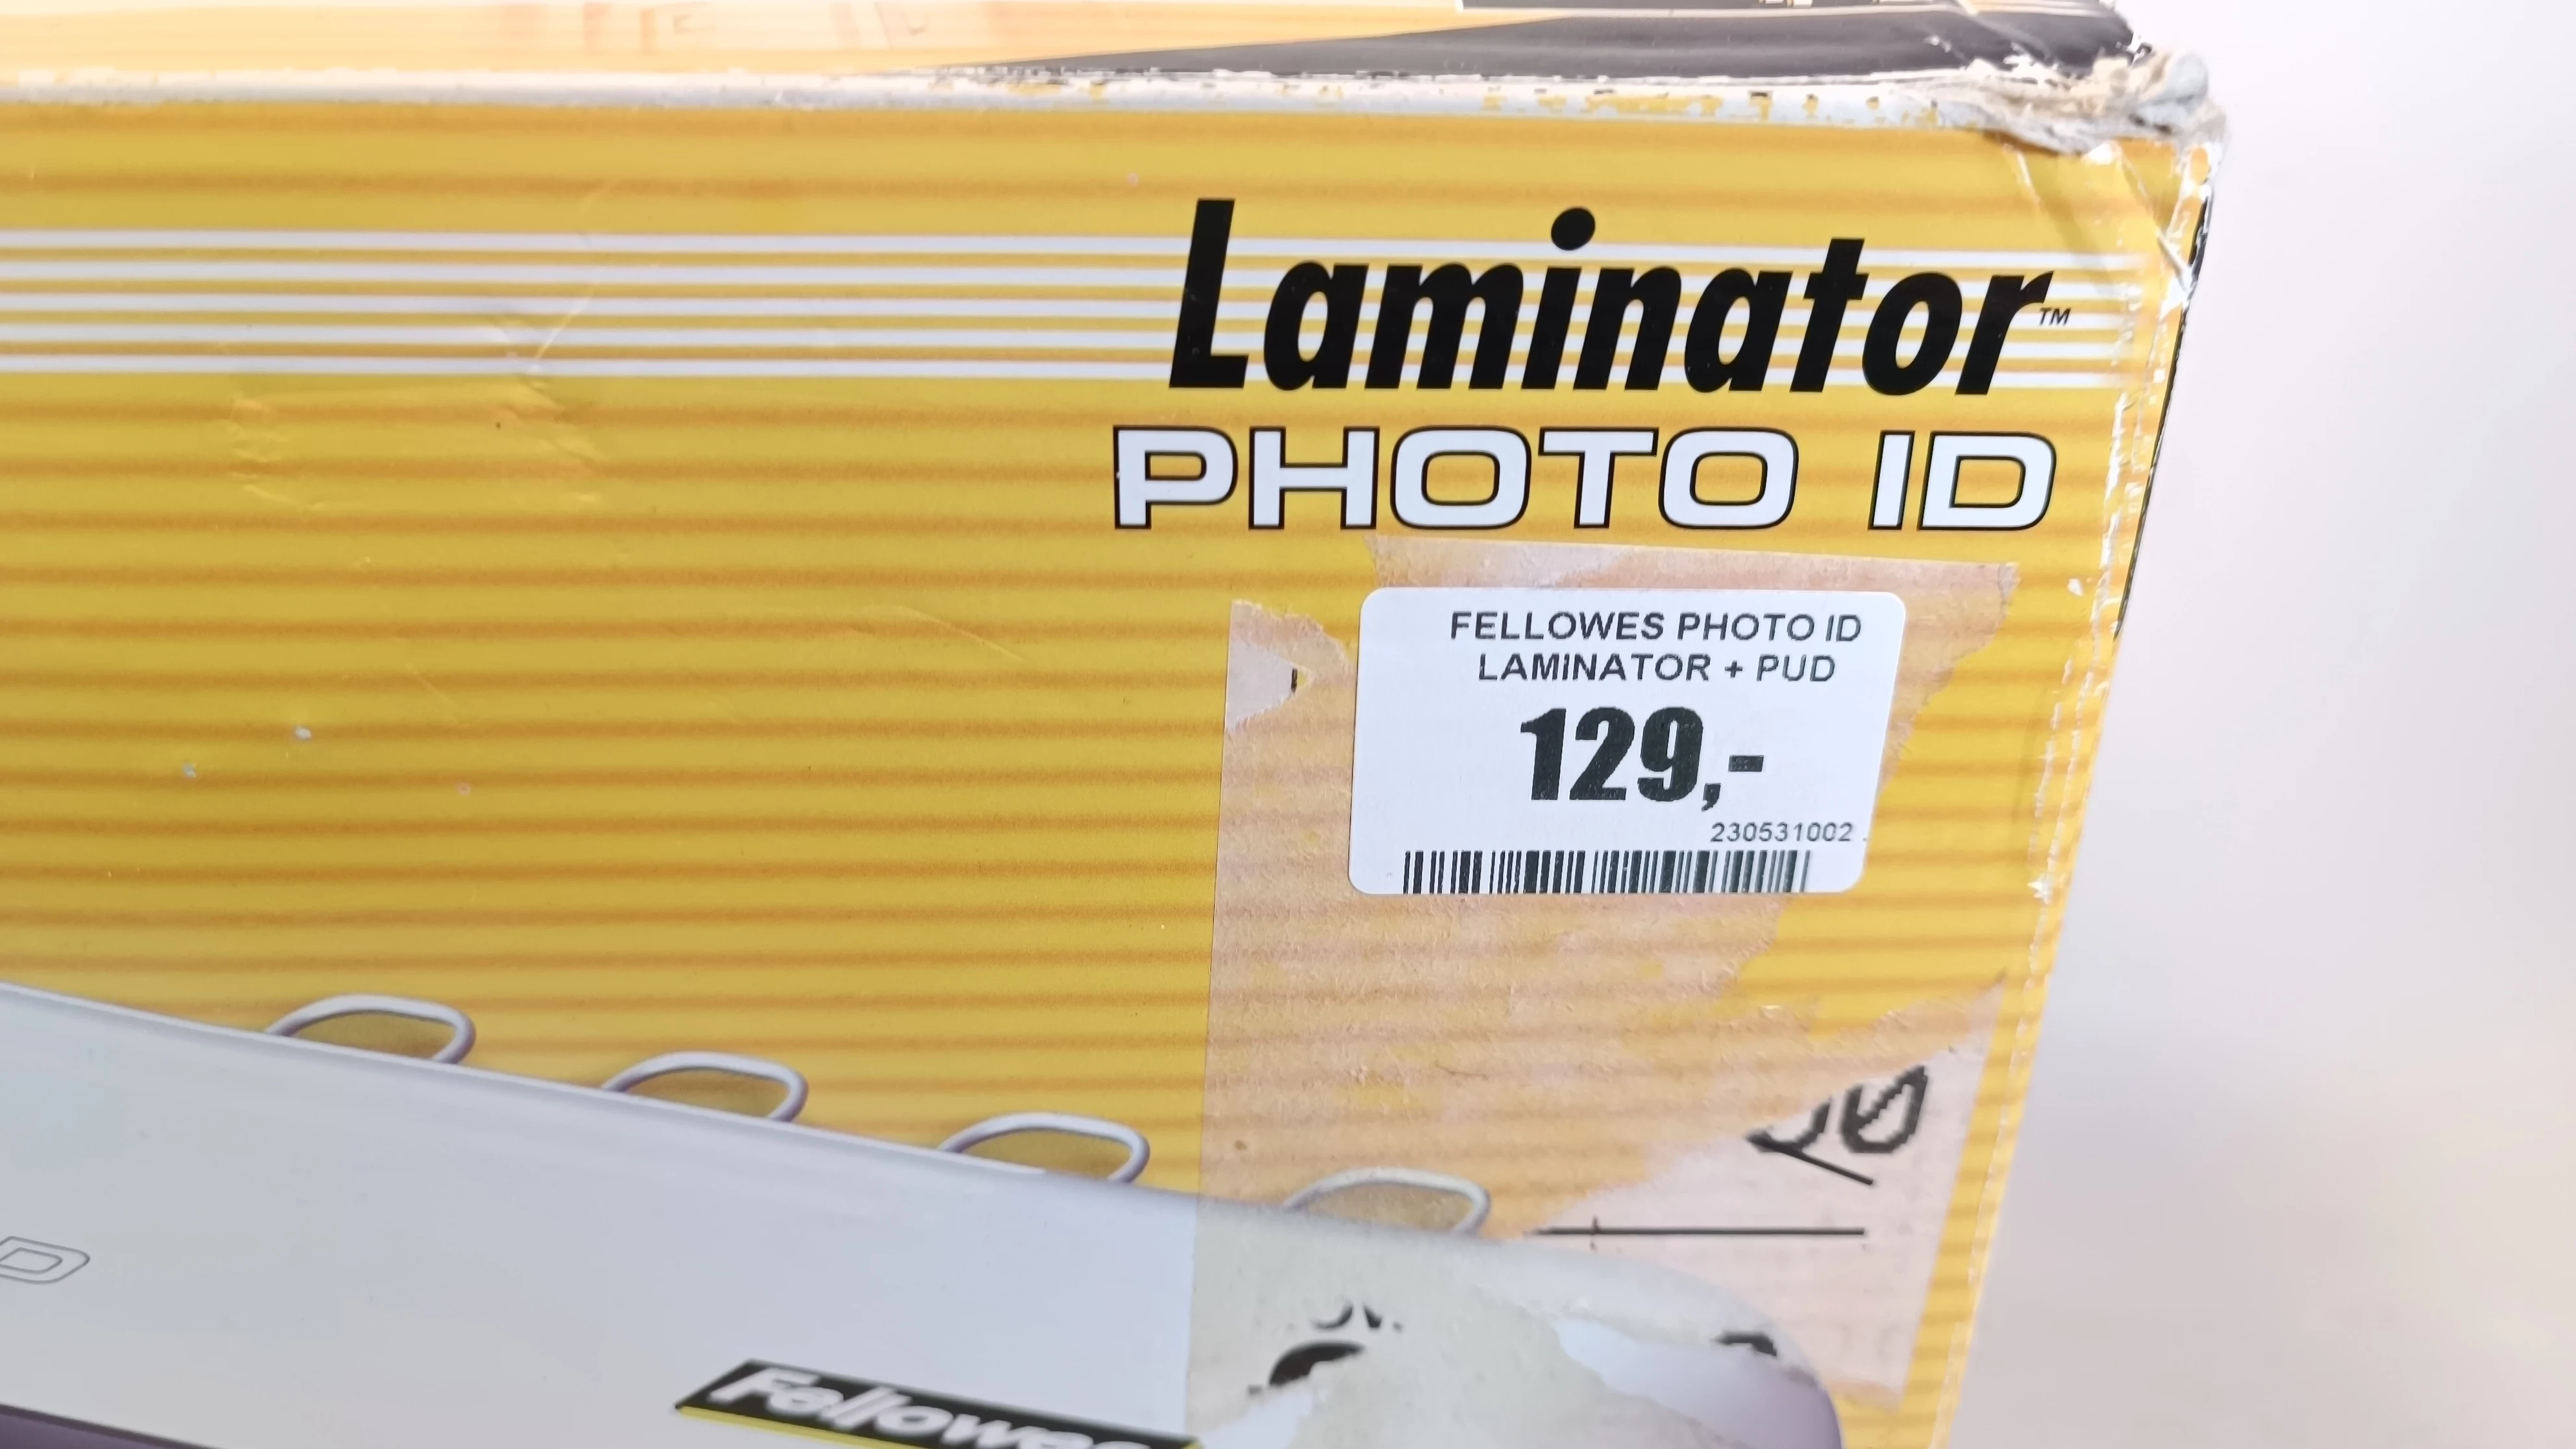 Laminator™
PHOTO ID
FELLOWES PHOTO ID
LAMINATOR + PUD
129,-
230531002
D
Fellowes